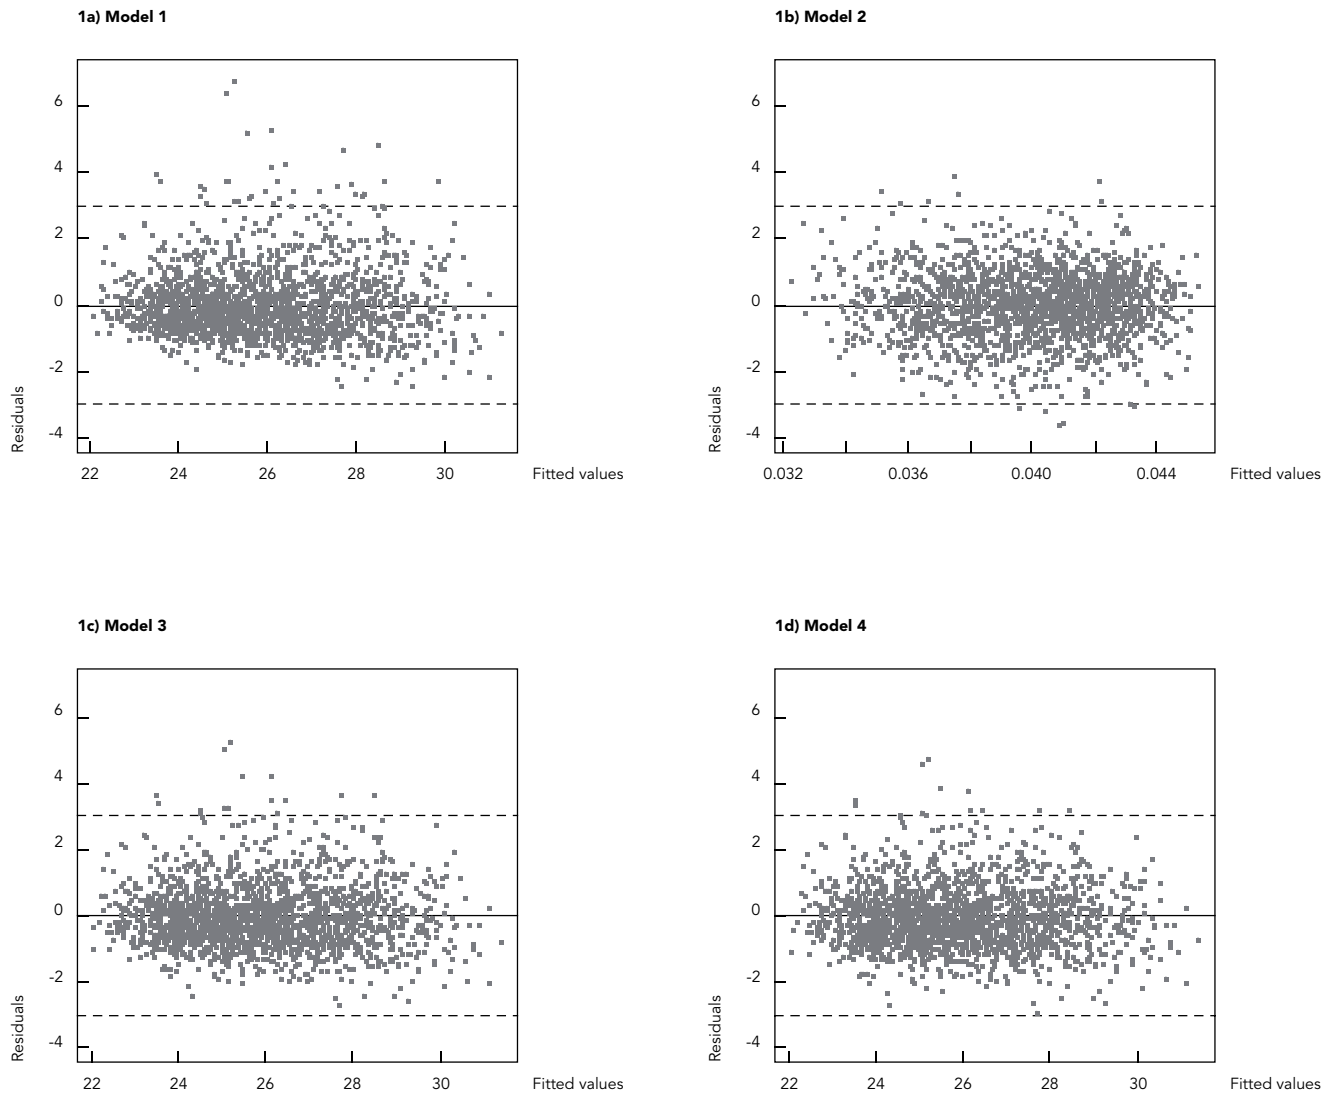 1a) Model 1
6
4
2
0
-2
-4
Residuals
22 24 26 28 30 Fitted values
1b) Model 2
6
4
2
0
-2
-4
Residuals
0.032 0.036 0.040 0.044 Fitted values
1c) Model 3
6
4
2
0
-2
-4
Residuals
22 24 26 28 30 Fitted values
1d) Model 4
6
4
2
0
-2
-4
Residuals
22 24 26 28 30 Fitted values